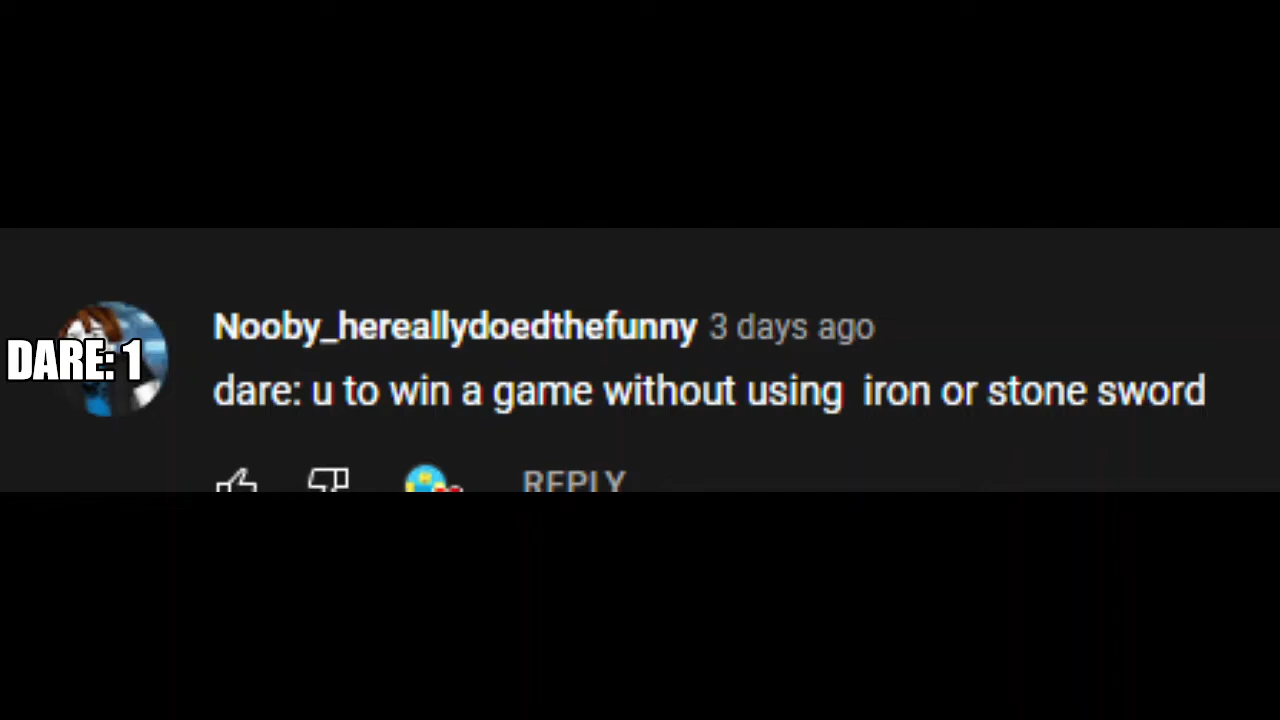 Nooby_hereallydoedthefunny 3 days ago
DARE: 1
dare: u to win a game without using  iron or stone sword
REPLY